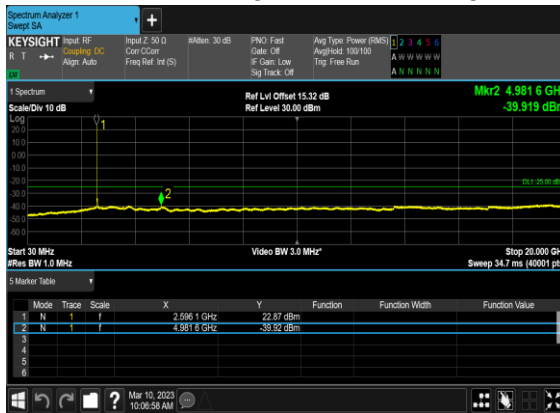 Spectrum Analyzer 1
Swept SA
KEYSIGHT Input: RF Input Z: 50 Ω #Atten: 30 dB PNO: Fast Avg Type: Power (RMS) 1 2 3 4 5 6
R T Coupling: DC Corr CCorr Gate: Off Avg|Hold: 100/100 A W W W W W
Align: Auto Freq Ref: Int (S) IF Gain: Low Trig: Free Run
Sig Track: Off A N N N N N
1 Spectrum Ref Lvl Offset 15.32 dB Mkr2 4.981 6 GH
Scale/Div 10 dB Ref Level 30.00 dBm -39.919 dB
Log
20.0
10.0
0.00
-10.0
-20.0
-30.0
-40.0
-50.0
-60.0
1
2
DL1 -25.00 dB
Start 30 MHz Video BW 3.0 MHz* Stop 20.000 GH
#Res BW 1.0 MHz Sweep 34.7 ms (40001 pt
5 Marker Table
Mode Trace Scale X Y Function Function Width Function Value
1 N 1 f 2.596 1 GHz 22.87 dBm
2 N 1 f 4.981 6 GHz -39.92 dBm
3
4
5
6
? Mar 10, 2023
10:06:58 AM